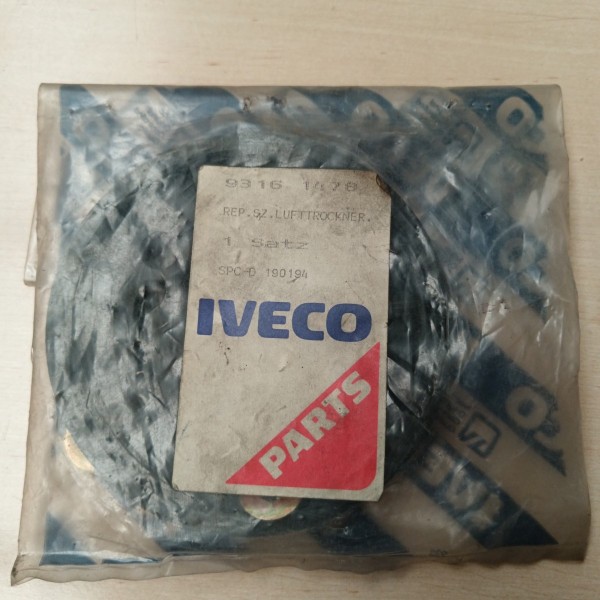 9316 1478
REP.SZ.LUFTTROCKNER.
1 Satz
SPC-D 190194
IVECO
PARTS